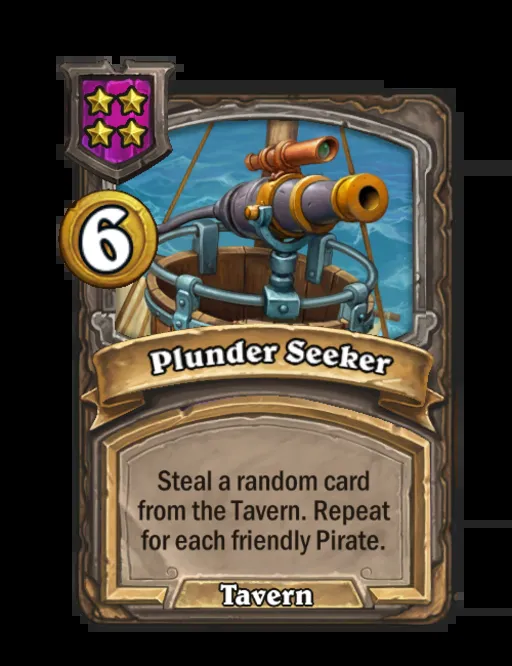 6
Plunder Seeker
Steal a random card
from the Tavern. Repeat
for each friendly Pirate.
Tavern